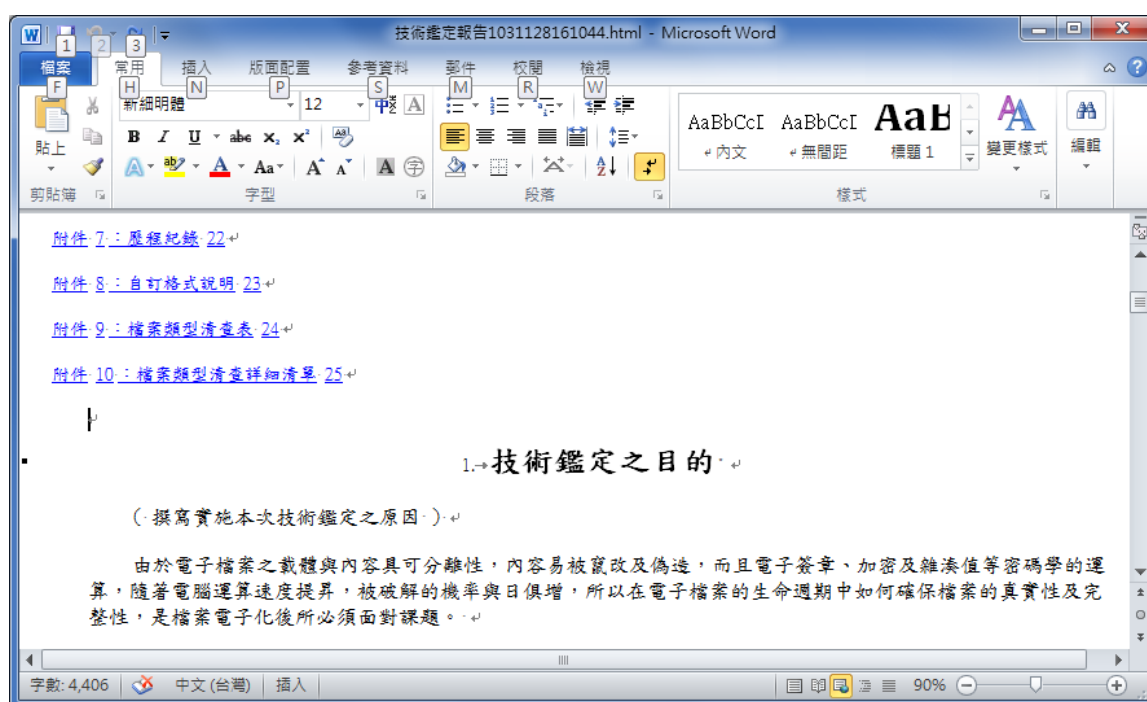 技術鑑定報告1031128161044.html - Microsoft Word
1 2 3
檔案 常用 插入 版面配置 參考資料 郵件 校閱 檢視
F H N P S M R W
新細明體 12
B I U abc X₂ X² Aa
A ab A Aa A A A 字
貼上
AaBbCcI AaBbCcI AaB
內文 無間距 標題 1
變更樣式 編輯
剪貼簿 字型 段落 樣式
附件 7：歷程紀錄 22
附件 8：自訂格式說明 23
附件 9：檔案類型清查表 24
附件 10：檔案類型清查詳細清單 25
1.→技術鑑定之目的
( 撰寫實施本次技術鑑定之原因 )
由於電子檔案之載體與內容具可分離性，內容易被竄改及偽造，而且電子簽章、加密及雜湊值等密碼學的運
算，隨著電腦運算速度提昇，被破解的機率與日俱增，所以在電子檔案的生命週期中如何確保檔案的真實性及完
整性，是檔案電子化後所必須面對課題。
字數: 4,406 中文 (台灣) 插入 90%